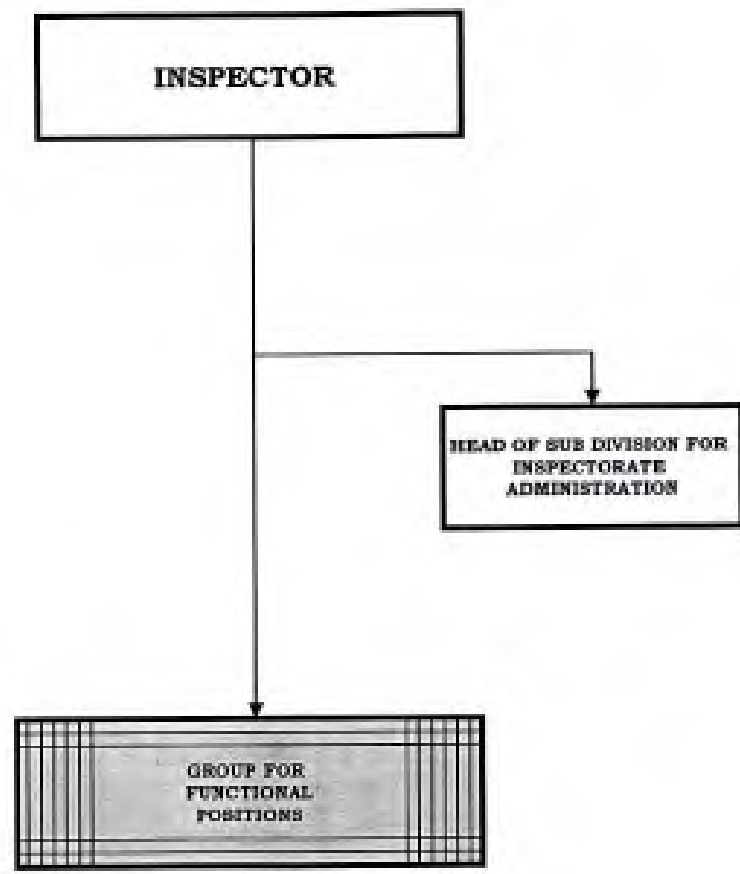 INSPECTOR
HEAD OF SUB DIVISION FOR
INSPECTORATE
ADMINISTRATION
GROUP FOR
FUNCTIONAL
POSITIONS